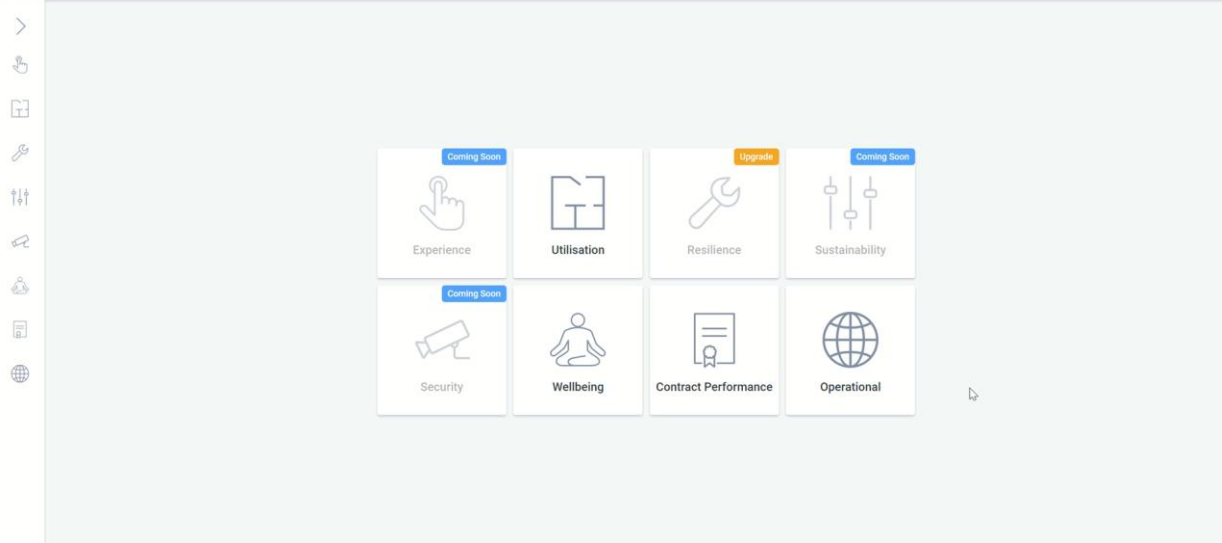 Coming Soon
Upgrade
Coming Soon
Experience
Utilisation
Resilience
Sustainability
Coming Soon
Security
Wellbeing
Contract Performance
Operational